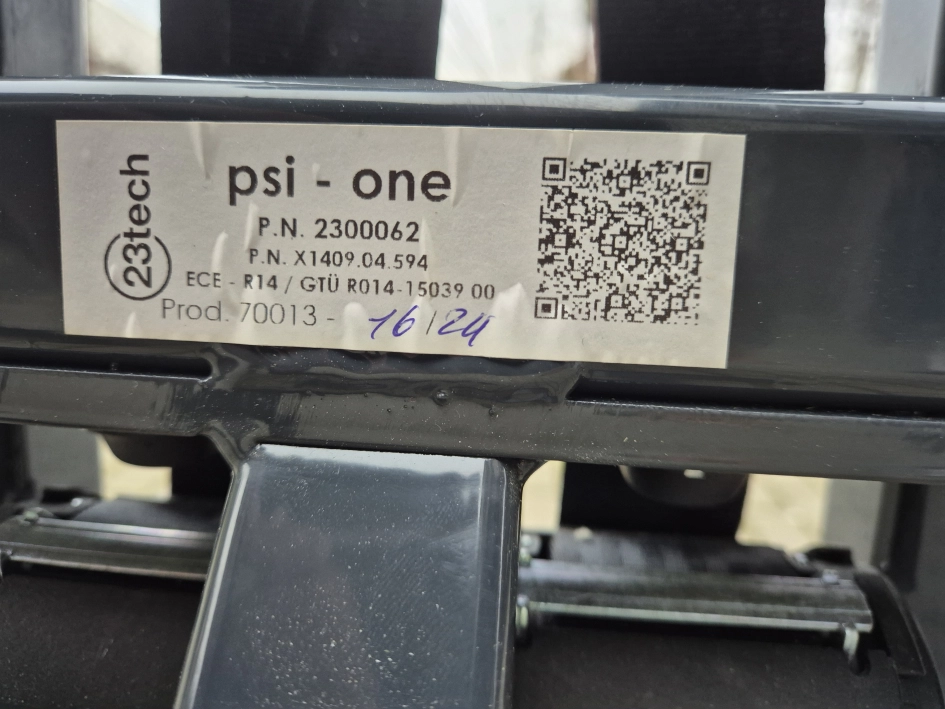 23tech
psi - one
P.N. 2300062
P.N. X1409.04.594
ECE - R14 / GTÜ R014-15039 00
Prod. 70013 - 16/24